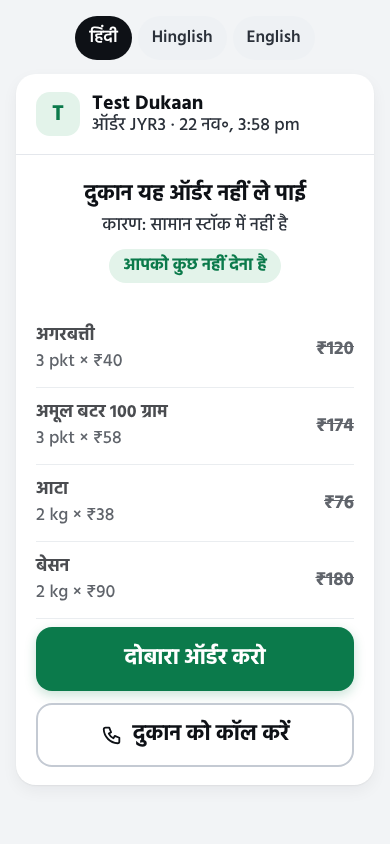 हिंदी
Hinglish
English
T
Test Dukaan
ऑर्डर JYR3 · 22 नव॰, 3:58 pm
दुकान यह ऑर्डर नहीं ले पाई
कारण: सामान स्टॉक में नहीं है
आपको कुछ नहीं देना है
अगरबत्ती
3 pkt × ₹40
₹120
अमूल बटर 100 ग्राम
3 pkt × ₹58
₹174
आटा
2 kg × ₹38
₹76
बेसन
2 kg × ₹90
₹180
दोबारा ऑर्डर करो
दुकान को कॉल करें